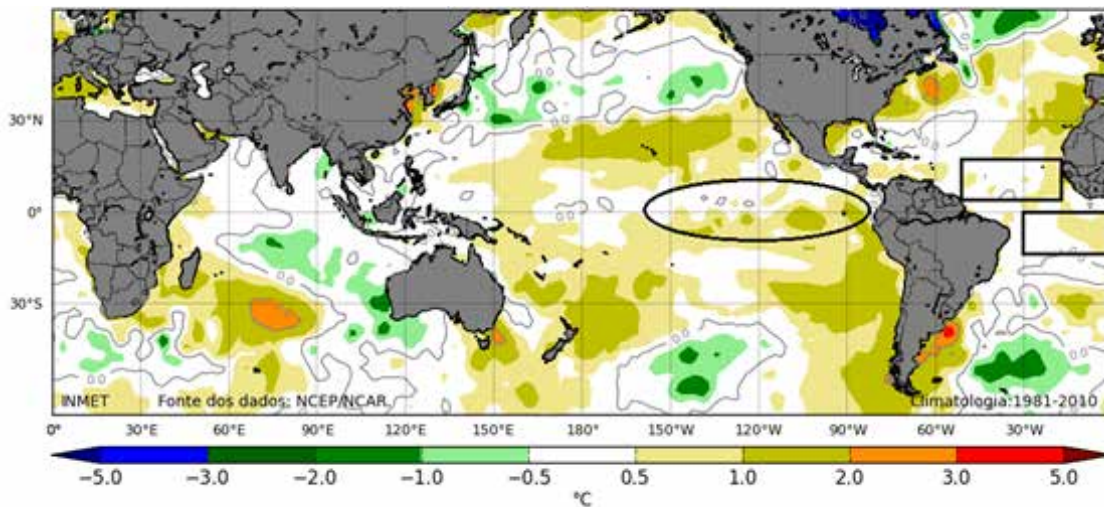 30°N
0°
30°S
INMET Fonte dos dados: NCEP/NCAR Climatologia:1981-2010
0° 30°E 60°E 90°E 120°E 150°E 180° 150°W 120°W 90°W 60°W 30°W
−5.0 −3.0 −2.0 −1.0 −0.5 0.5 1.0 2.0 3.0 5.0
°C